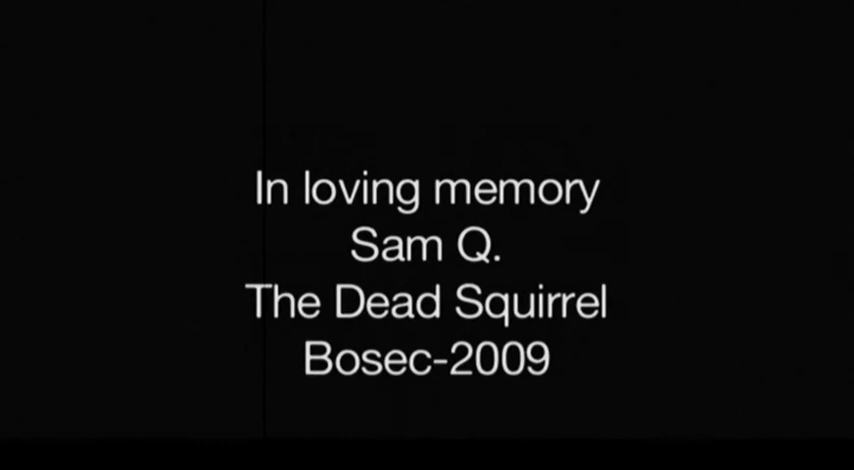 In loving memory
Sam Q.
The Dead Squirrel
Bosec-2009